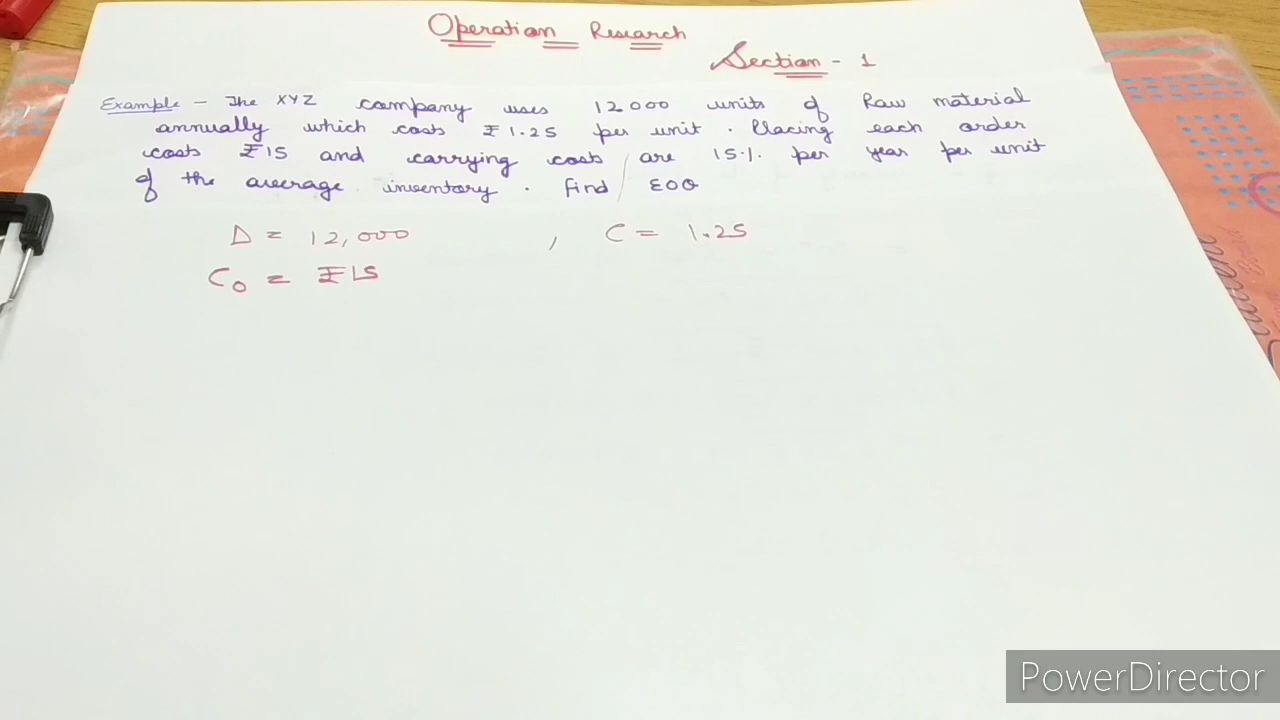 Operation Research
Section - 1
Example - The XYZ company uses 12000 units of Raw material
annually which costs ₹1.25 per unit. Placing each order
costs ₹15 and carrying costs are 15% per year per unit
of the average inventory. Find EOQ
D = 12,000 , C = 1.25
C₀ = ₹15
PowerDirector